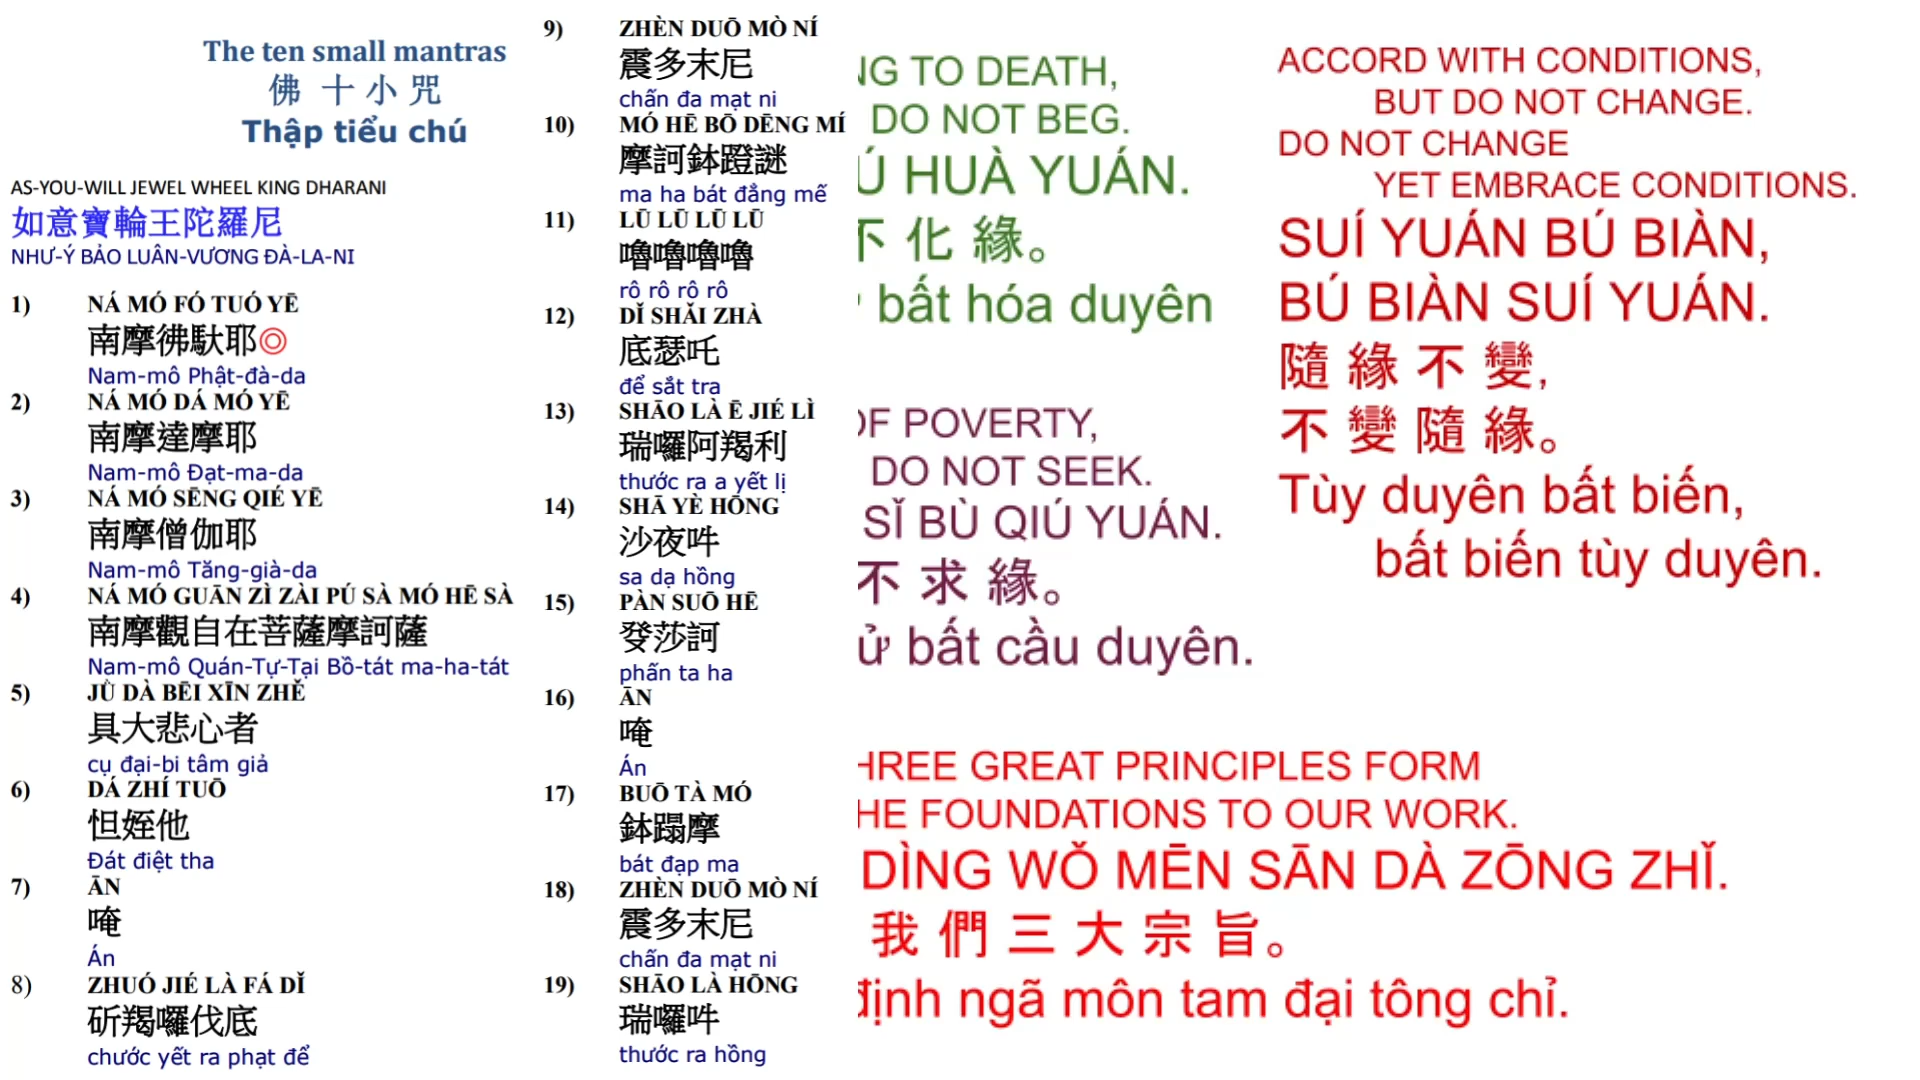 The ten small mantras
佛 十 小 咒
Thập tiểu chú
AS-YOU-WILL JEWEL WHEEL KING DHARANI
如意寶輪王陀羅尼
NHƯ-Ý BẢO LUÂN-VƯƠNG ĐÀ-LA-NI
1) NÁ MÓ FÓ TUÓ YĒ
南摩彿馱耶◎
Nam-mô Phật-đà-da
2) NÁ MÓ DÁ MÓ YĒ
南摩達摩耶
Nam-mô Đạt-ma-da
3) NÁ MÓ SĒNG QIÉ YĒ
南摩僧伽耶
Nam-mô Tăng-già-da
4) NÁ MÓ GUĀN ZÌ ZÀI PÚ SÀ MÓ HĒ SÀ
南摩觀自在菩薩摩訶薩
Nam-mô Quán-Tự-Tại Bồ-tát ma-ha-tát
5) JÙ DÀ BĒI XĪN ZHĚ
具大悲心者
cụ đại-bi tâm giả
6) DÁ ZHÍ TUŌ
怛姪他
Đát điệt tha
7) ĀN
唵
Án
8) ZHUÓ JIÉ LÀ FÁ DǏ
斫羯囉伐底
chước yết ra phạt để
9) ZHÈN DUŌ MÒ NÍ
震多末尼
chấn đa mạt ni
10) MÓ HĒ BŌ DĒNG MÍ
摩訶鉢蹬謎
ma ha bát đẳng mế
11) LŪ LŪ LŪ LŪ
嚕嚕嚕嚕
rô rô rô rô
12) DǏ SHǍI ZHÀ
底瑟吒
để sắt tra
13) SHĀO LÀ Ē JIÉ LÌ
瑞囉阿羯利
thước ra a yết lị
14) SHĀ YÈ HŌNG
沙夜吽
sa dạ hồng
15) PÀN SUŌ HĒ
癹莎訶
phấn ta ha
16) ĀN
唵
Án
17) BUŌ TÀ MÓ
鉢蹋摩
bát đạp ma
18) ZHÈN DUŌ MÒ NÍ
震多末尼
chấn đa mạt ni
19) SHĀO LÀ HŌNG
瑞囉吽
thước ra hồng
TO DEATH,
DO NOT BEG.
HUÀ YUÁN.
不 化 緣。
bất hóa duyên
OF POVERTY,
DO NOT SEEK.
SǏ BÙ QIÚ YUÁN.
不 求 緣。
bất cầu duyên.
ACCORD WITH CONDITIONS,
BUT DO NOT CHANGE.
DO NOT CHANGE
YET EMBRACE CONDITIONS.
SUÍ YUÁN BÚ BIÀN,
BÚ BIÀN SUÍ YUÁN.
隨 緣 不 變,
不 變 隨 緣。
Tùy duyên bất biến,
bất biến tùy duyên.
GREAT PRINCIPLES FORM
FOUNDATIONS TO OUR WORK.
DÌNG WǑ MĒN SĀN DÀ ZŌNG ZHǏ.
我 們 三 大 宗 旨。
định ngã môn tam đại tông chỉ.